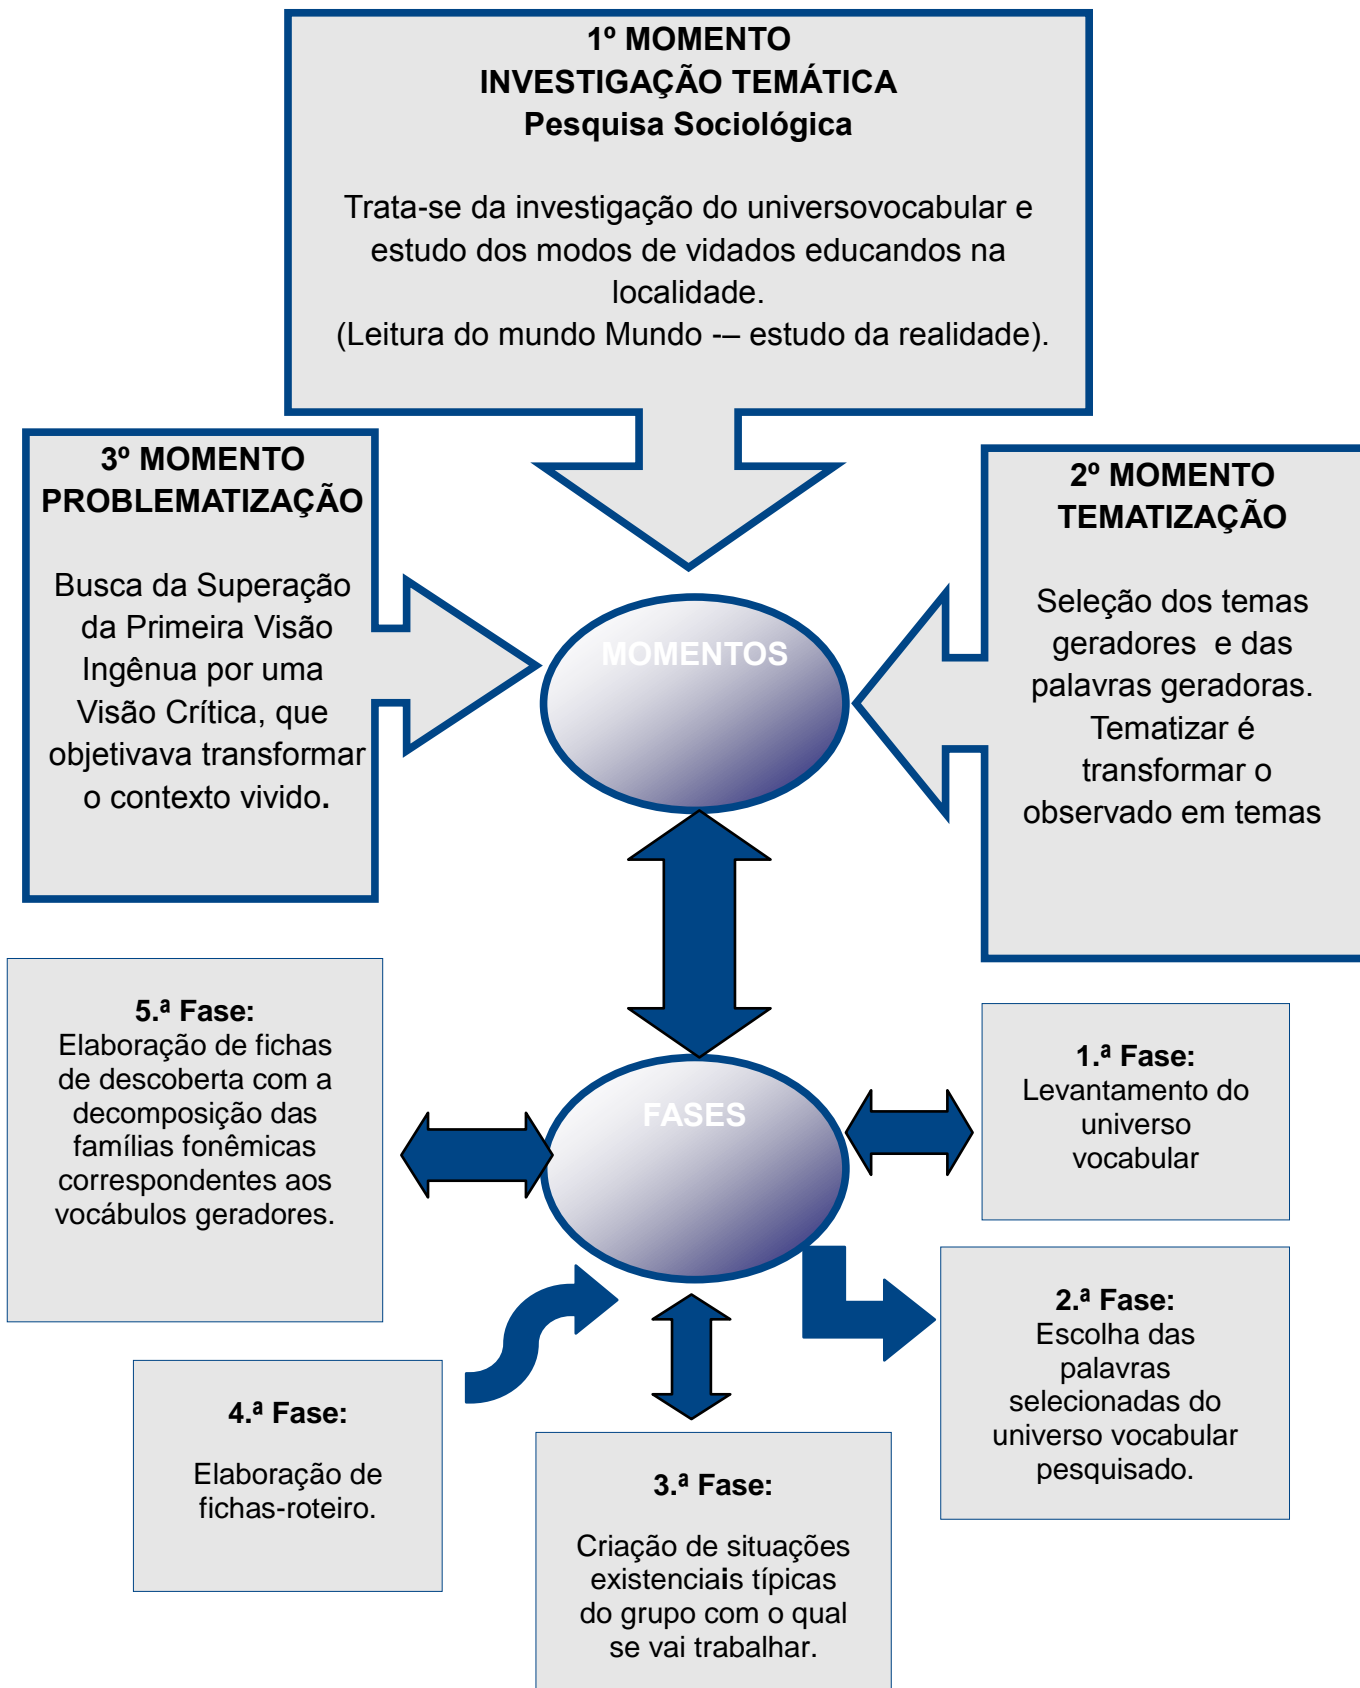 1º MOMENTO
INVESTIGAÇÃO TEMÁTICA
Pesquisa Sociológica
Trata-se da investigação do universovocabular e
estudo dos modos de vidados educandos na
localidade.
(Leitura do mundo Mundo -– estudo da realidade).
3º MOMENTO
PROBLEMATIZAÇÃO
Busca da Superação
da Primeira Visão
Ingênua por uma
Visão Crítica, que
objetivava transformar
o contexto vivido.
2º MOMENTO
TEMATIZAÇÃO
Seleção dos temas
geradores e das
palavras geradoras.
Tematizar é
transformar o
observado em temas
MOMENTOS
FASES
1.ª Fase:
Levantamento do
universo
vocabular
2.ª Fase:
Escolha das
palavras
selecionadas do
universo vocabular
pesquisado.
3.ª Fase:
Criação de situações
existenciais típicas
do grupo com o qual
se vai trabalhar.
4.ª Fase:
Elaboração de
fichas-roteiro.
5.ª Fase:
Elaboração de fichas
de descoberta com a
decomposição das
famílias fonêmicas
correspondentes aos
vocábulos geradores.